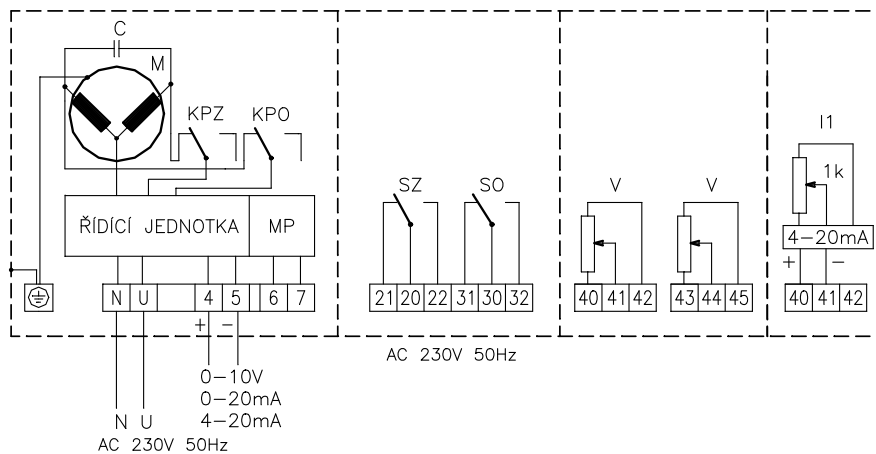 C
M
KPZ
KPO
I1
1k
SZ
SO
V
V
ŘÍDÍCÍ JEDNOTKA
MP
4–20mA
+
–
N U 4 5 6 7
21 20 22
31 30 32
40 41 42
43 44 45
40 41 42
+ –
AC 230V 50Hz
0–10V
0–20mA
4–20mA
N U
AC 230V 50Hz